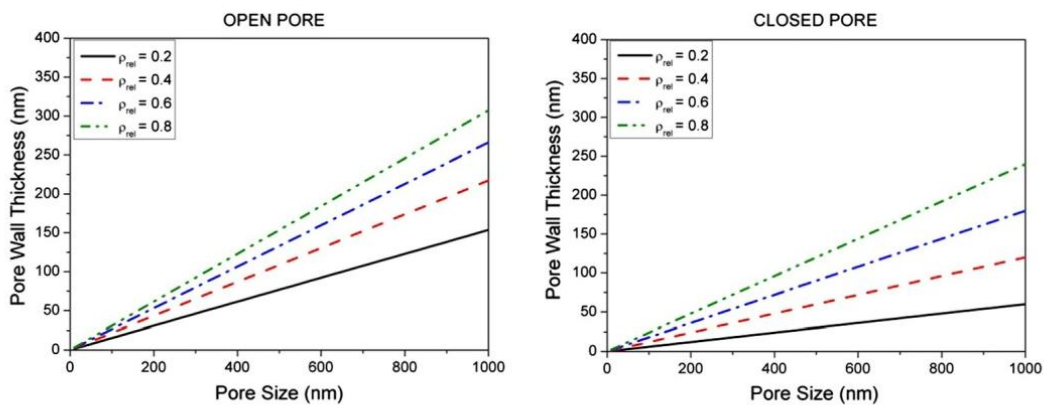 OPEN PORE
400
350
300
250
200
150
100
50
0
Pore Wall Thickness (nm)
ρrel = 0.2
ρrel = 0.4
ρrel = 0.6
ρrel = 0.8
0 200 400 600 800 1000
Pore Size (nm)
CLOSED PORE
400
350
300
250
200
150
100
50
0
Pore Wall Thickness (nm)
ρrel = 0.2
ρrel = 0.4
ρrel = 0.6
ρrel = 0.8
0 200 400 600 800 1000
Pore Size (nm)